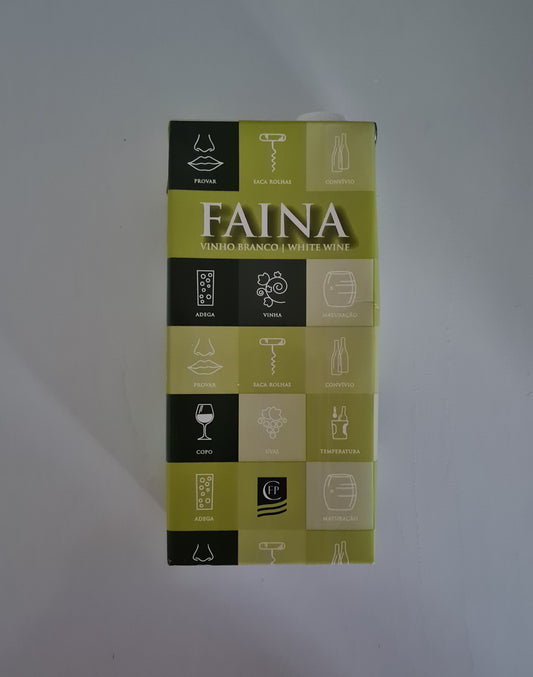 PROVAR SACA ROLHAS CONVÍVIO
FAINA
VINHO BRANCO | WHITE WINE
ADEGA VINHA MATURAÇÃO
PROVAR SACA ROLHAS CONVÍVIO
COPO UVAS TEMPERATURA
ADEGA CFP MATURAÇÃO